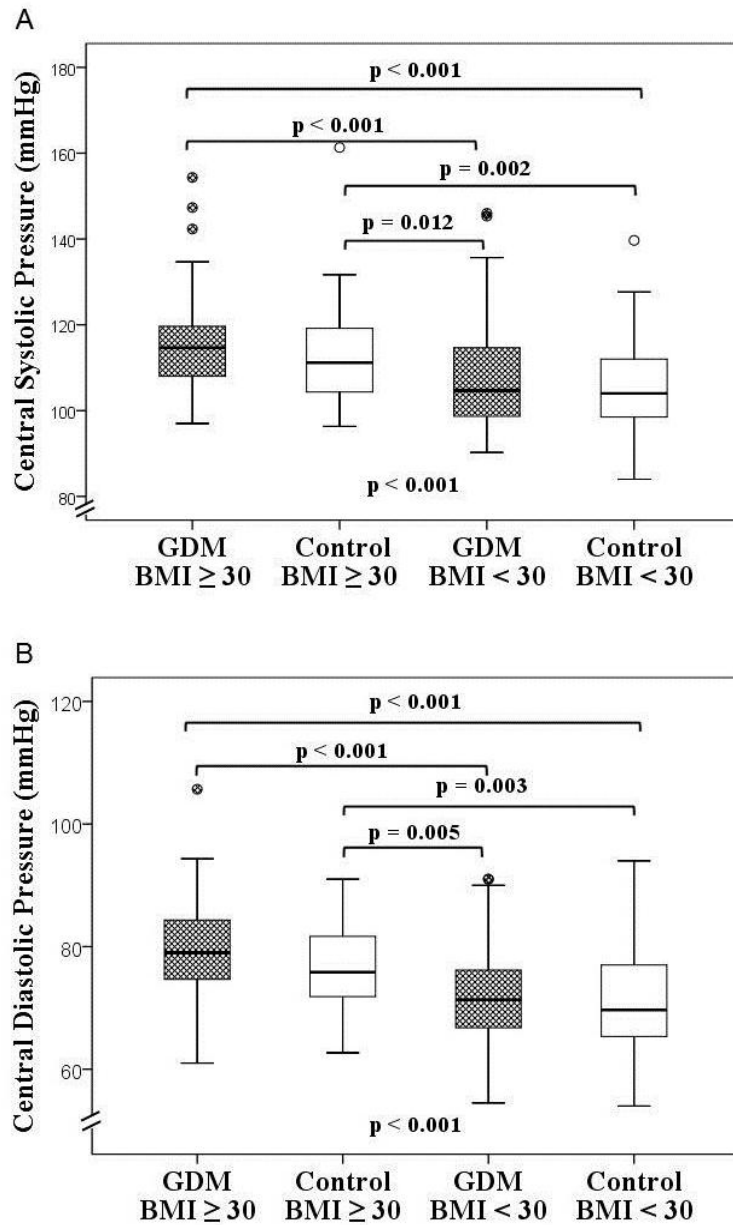 A
Central Systolic Pressure (mmHg)
180
160
140
120
100
80
p < 0.001
p < 0.001
p = 0.002
p = 0.012
p < 0.001
GDM
BMI ≥ 30
Control
BMI ≥ 30
GDM
BMI < 30
Control
BMI < 30
B
Central Diastolic Pressure (mmHg)
120
100
80
60
p < 0.001
p < 0.001
p = 0.003
p = 0.005
p < 0.001
GDM
BMI ≥ 30
Control
BMI ≥ 30
GDM
BMI < 30
Control
BMI < 30